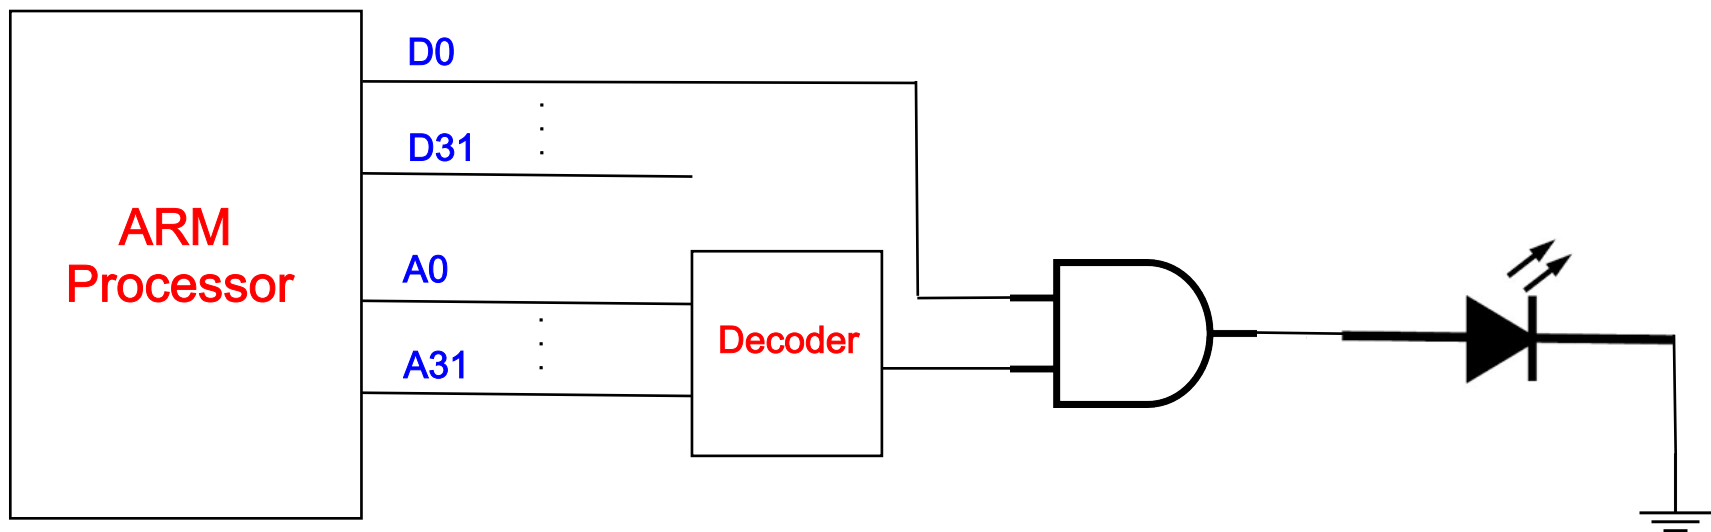 D0
D31
ARM
Processor
A0
A31
Decoder